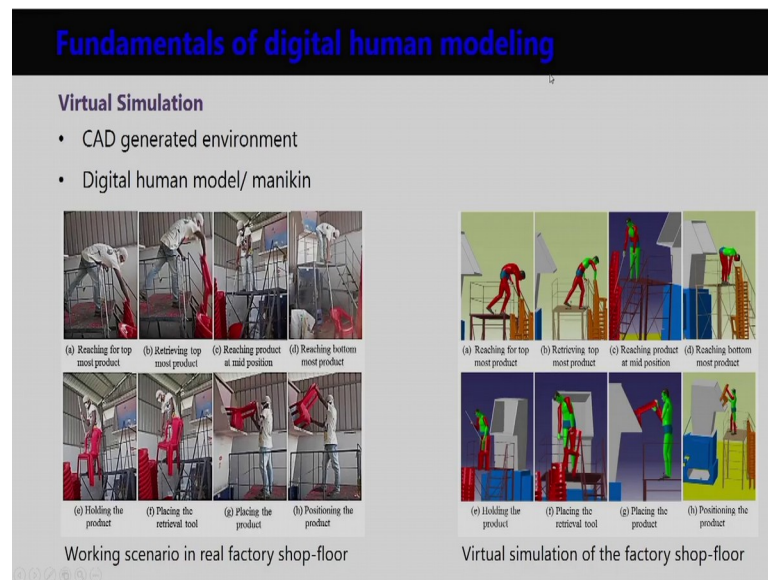 Fundamentals of digital human modeling
Virtual Simulation
• CAD generated environment
• Digital human model/ manikin
(a) Reaching for top most product
(b) Retrieving top most product
(c) Reaching product at mid position
(d) Reaching bottom most product
(e) Holding the product
(f) Placing the retrieval tool
(g) Placing the product
(h) Positioning the product
Working scenario in real factory shop-floor
(a) Reaching for top most product
(b) Retrieving top most product
(c) Reaching product at mid position
(d) Reaching bottom most product
(e) Holding the product
(f) Placing the retrieval tool
(g) Placing the product
(h) Positioning the product
Virtual simulation of the factory shop-floor